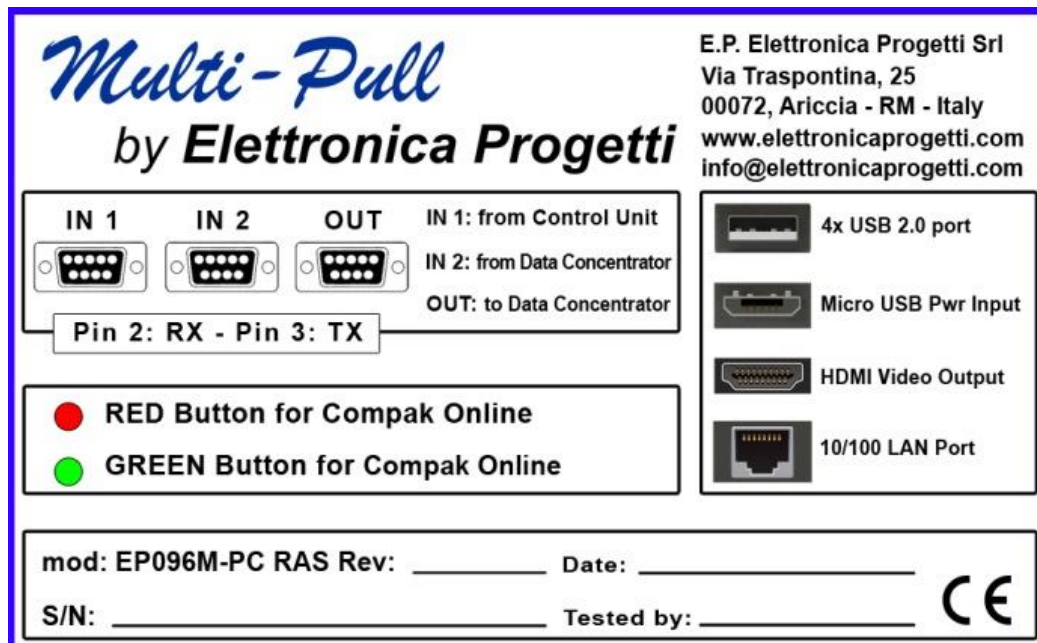 Multi-Pull
by Elettronica Progetti
E.P. Elettronica Progetti Srl
Via Traspontina, 25
00072, Ariccia - RM - Italy
www.elettronicaprogetti.com
info@elettronicaprogetti.com
IN 1 IN 2 OUT
IN 1: from Control Unit
IN 2: from Data Concentrator
OUT: to Data Concentrator
Pin 2: RX - Pin 3: TX
4x USB 2.0 port
Micro USB Pwr Input
HDMI Video Output
10/100 LAN Port
RED Button for Compak Online
GREEN Button for Compak Online
mod: EP096M-PC RAS Rev: ________ Date: ________
S/N: ________ Tested by: ________
CE